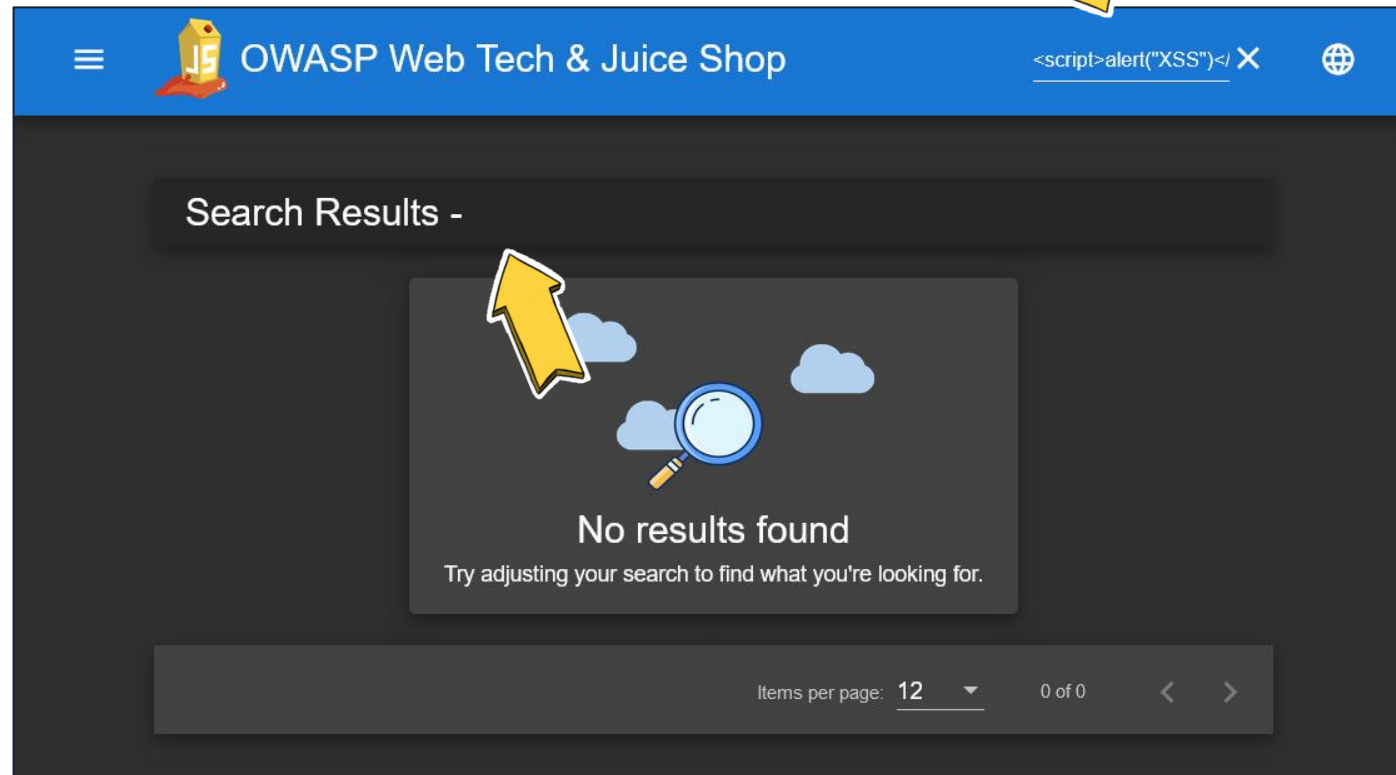 JS
OWASP Web Tech & Juice Shop
<script>alert("XSS")</
Search Results -
No results found
Try adjusting your search to find what you're looking for.
Items per page: 12
0 of 0